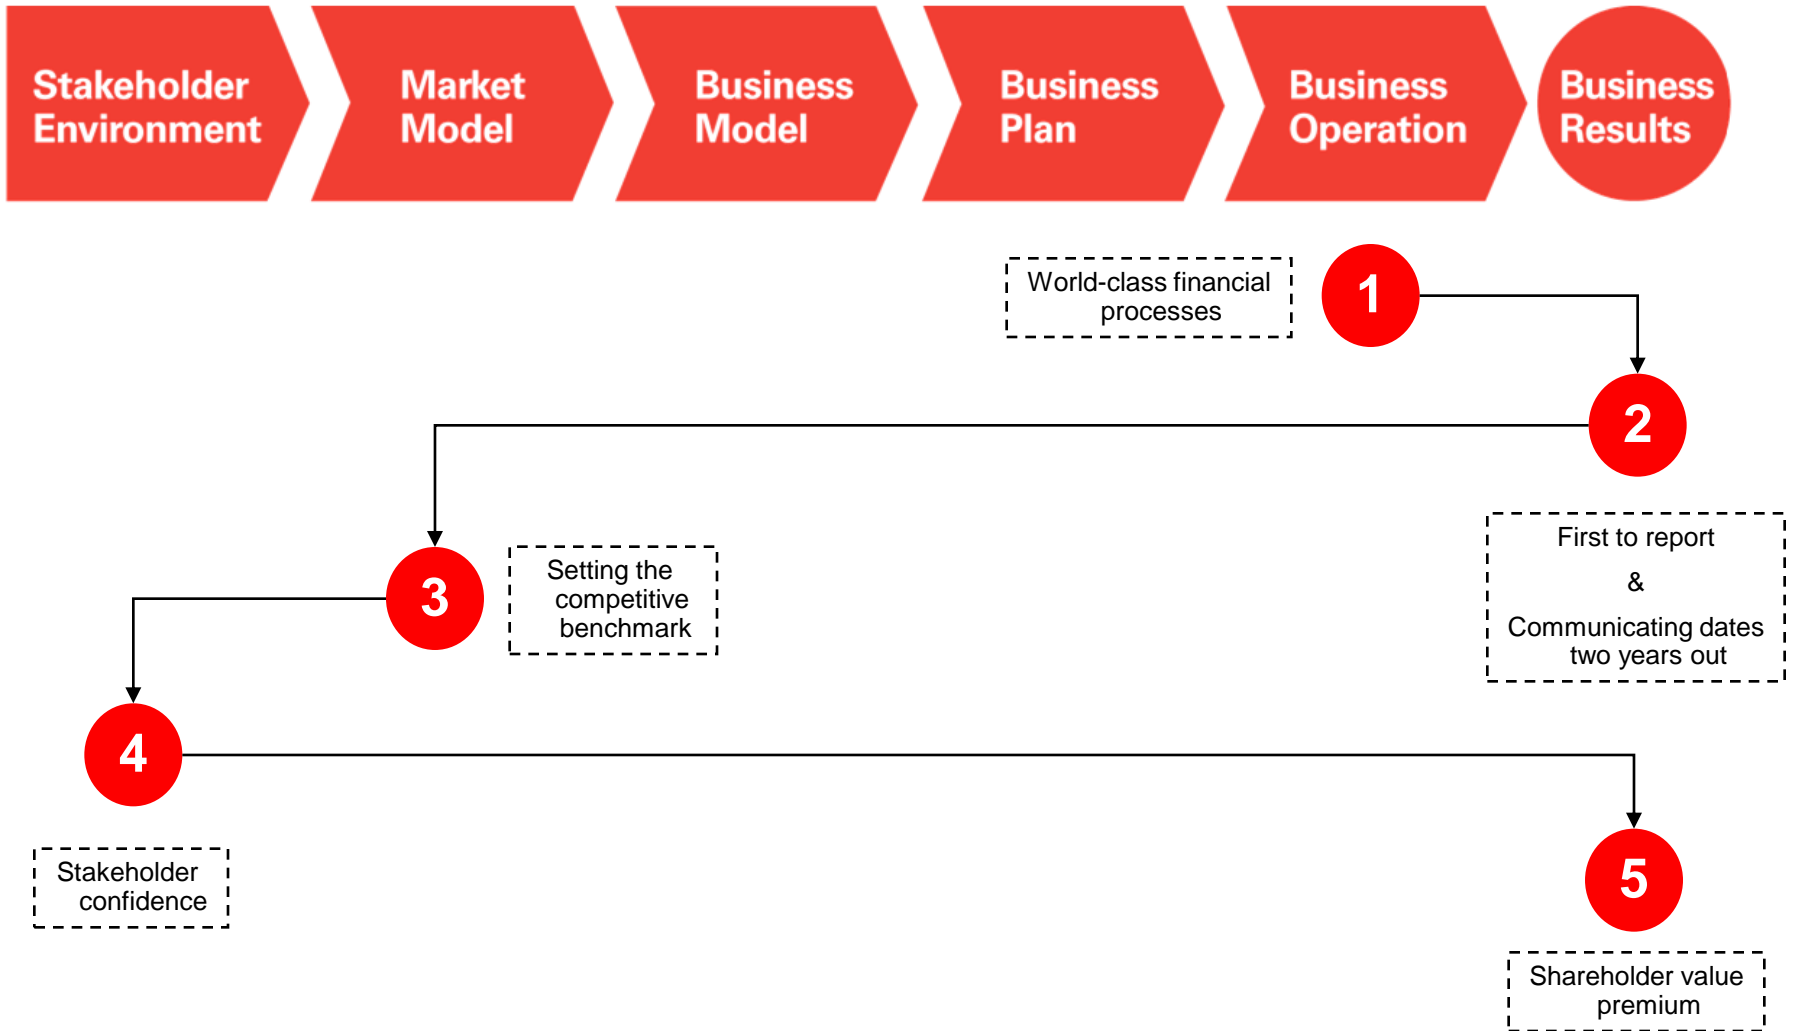 Stakeholder
Environment
Market
Model
Business
Model
Business
Plan
Business
Operation
Business
Results
World-class financial
processes
1
2
First to report
&
Communicating dates
two years out
3
Setting the
competitive
benchmark
4
Stakeholder
confidence
5
Shareholder value
premium